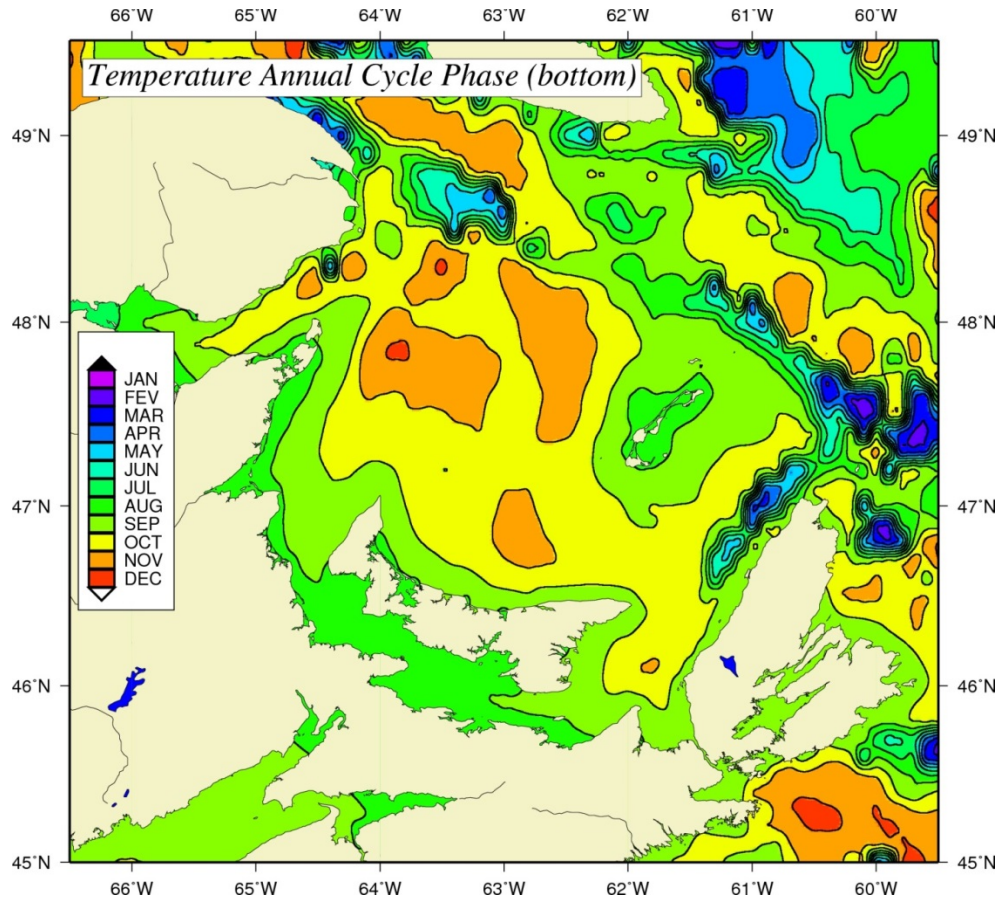 66˚W 65˚W 64˚W 63˚W 62˚W 61˚W 60˚W
Temperature Annual Cycle Phase (bottom)
49˚N 49˚N
48˚N 48˚N
JAN
FEV
MAR
APR
MAY
JUN
JUL
AUG
SEP
OCT
NOV
DEC
47˚N 47˚N
46˚N 46˚N
45˚N 45˚N
66˚W 65˚W 64˚W 63˚W 62˚W 61˚W 60˚W